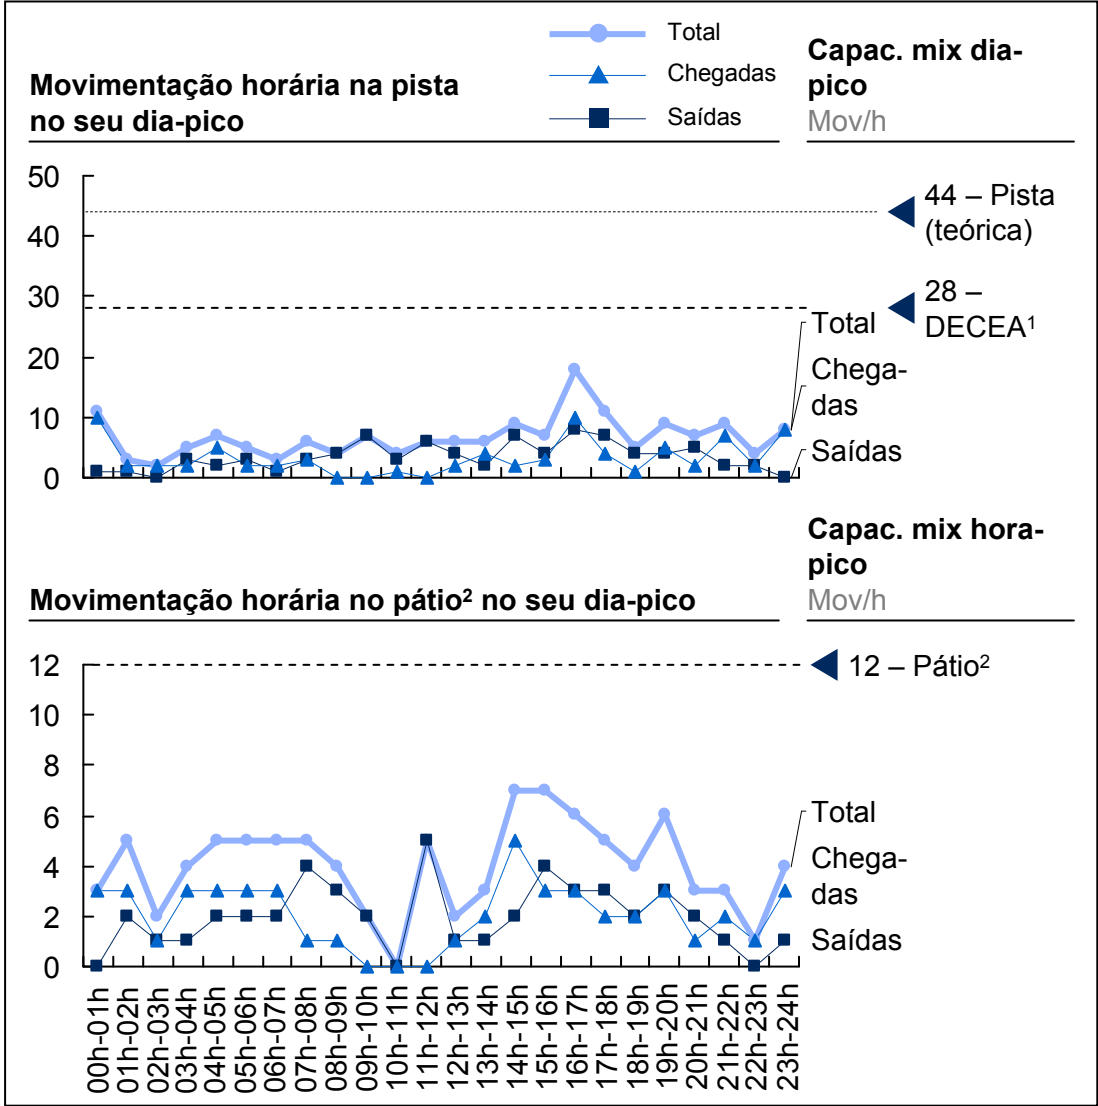 Total
Chegadas
Saídas
Capac. mix dia-
pico
Mov/h
Movimentação horária na pista
no seu dia-pico
50
40
30
20
10
0
44 – Pista
(teórica)
28 –
DECEA¹
Total
Chega-
das
Saídas
Capac. mix hora-
pico
Mov/h
Movimentação horária no pátio² no seu dia-pico
12
10
8
6
4
2
0
12 – Pátio²
Total
Chega-
das
Saídas
00h-01h
01h-02h
02h-03h
03h-04h
04h-05h
05h-06h
06h-07h
07h-08h
08h-09h
09h-10h
10h-11h
11h-12h
12h-13h
13h-14h
14h-15h
15h-16h
16h-17h
17h-18h
18h-19h
19h-20h
20h-21h
21h-22h
22h-23h
23h-24h